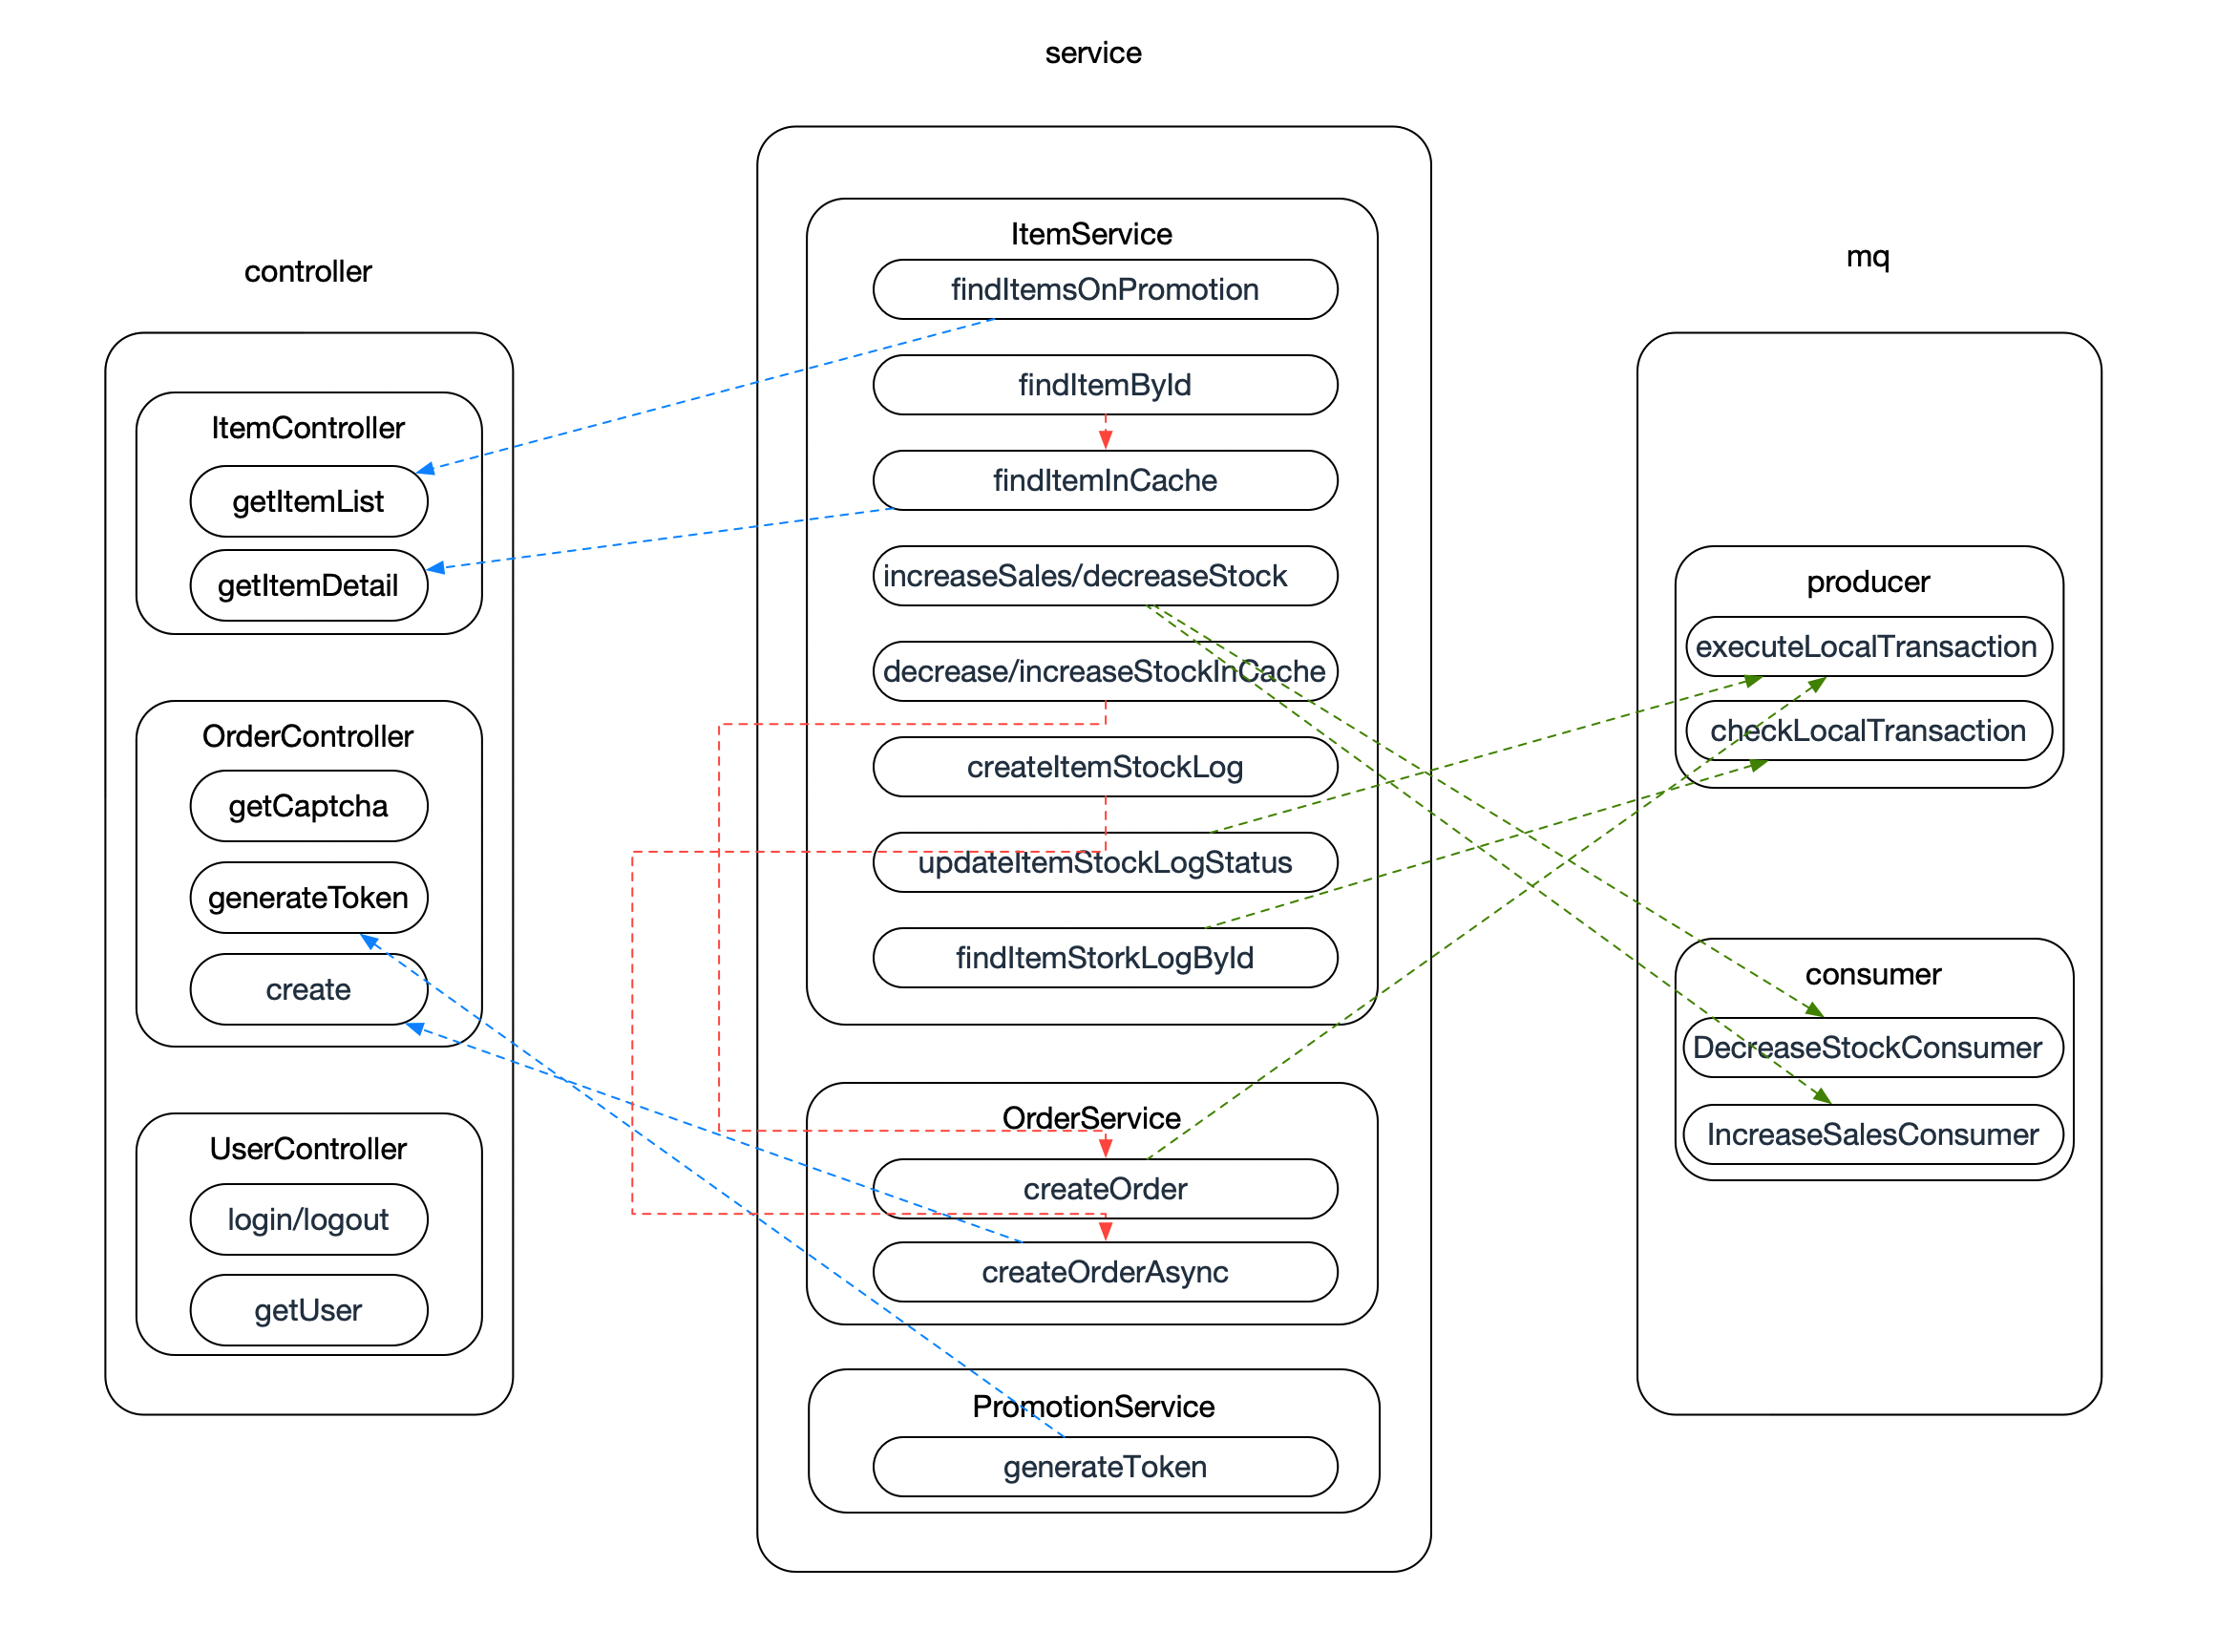 service
controller
mq
ItemService
findItemsOnPromotion
findItemById
findItemInCache
increaseSales/decreaseStock
decrease/increaseStockInCache
createItemStockLog
updateItemStockLogStatus
findItemStorkLogById
OrderService
createOrder
createOrderAsync
PromotionService
generateToken
ItemController
getItemList
getItemDetail
OrderController
getCaptcha
generateToken
create
UserController
login/logout
getUser
producer
executeLocalTransaction
checkLocalTransaction
consumer
DecreaseStockConsumer
IncreaseSalesConsumer